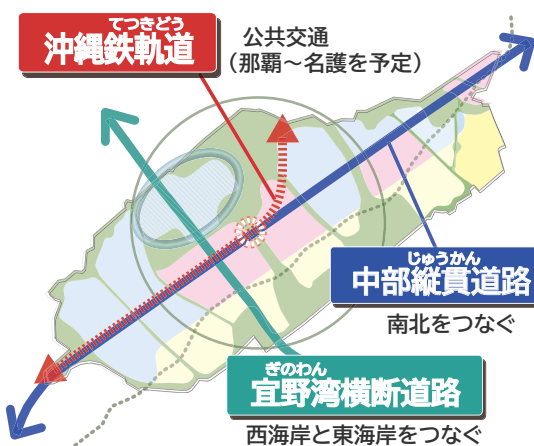 てつきどう
沖縄鉄軌道
公共交通
（那覇～名護を予定）
じゅうかん
中部縦貫道路
南北をつなぐ
ぎのわん
宜野湾横断道路
西海岸と東海岸をつなぐ